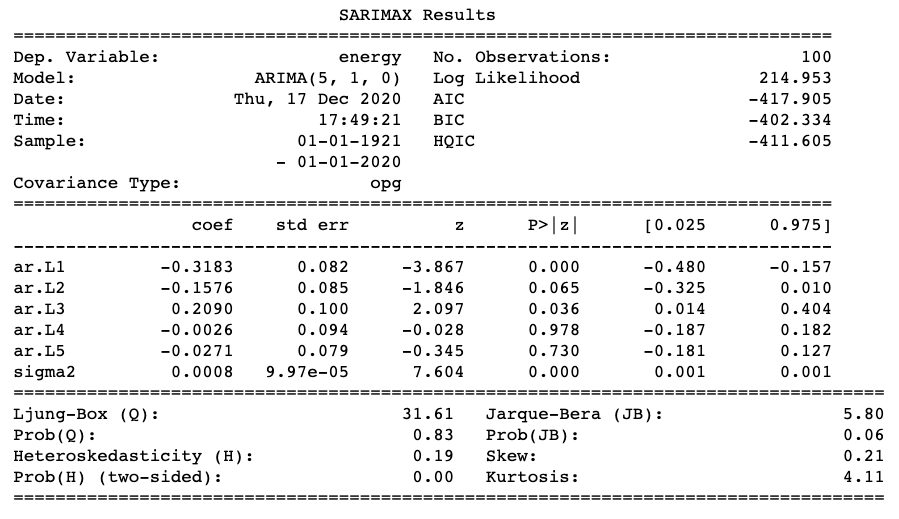 SARIMAX Results
==============================================================================
Dep. Variable: energy No. Observations: 100
Model: ARIMA(5, 1, 0) Log Likelihood 214.953
Date: Thu, 17 Dec 2020 AIC -417.905
Time: 17:49:21 BIC -402.334
Sample: 01-01-1921 HQIC -411.605
- 01-01-2020
Covariance Type: opg
==============================================================================
coef std err z P>|z| [0.025 0.975]
------------------------------------------------------------------------------
ar.L1 -0.3183 0.082 -3.867 0.000 -0.480 -0.157
ar.L2 -0.1576 0.085 -1.846 0.065 -0.325 0.010
ar.L3 0.2090 0.100 2.097 0.036 0.014 0.404
ar.L4 -0.0026 0.094 -0.028 0.978 -0.187 0.182
ar.L5 -0.0271 0.079 -0.345 0.730 -0.181 0.127
sigma2 0.0008 9.97e-05 7.604 0.000 0.001 0.001
===================================================================================
Ljung-Box (Q): 31.61 Jarque-Bera (JB): 5.80
Prob(Q): 0.83 Prob(JB): 0.06
Heteroskedasticity (H): 0.19 Skew: 0.21
Prob(H) (two-sided): 0.00 Kurtosis: 4.11
===================================================================================